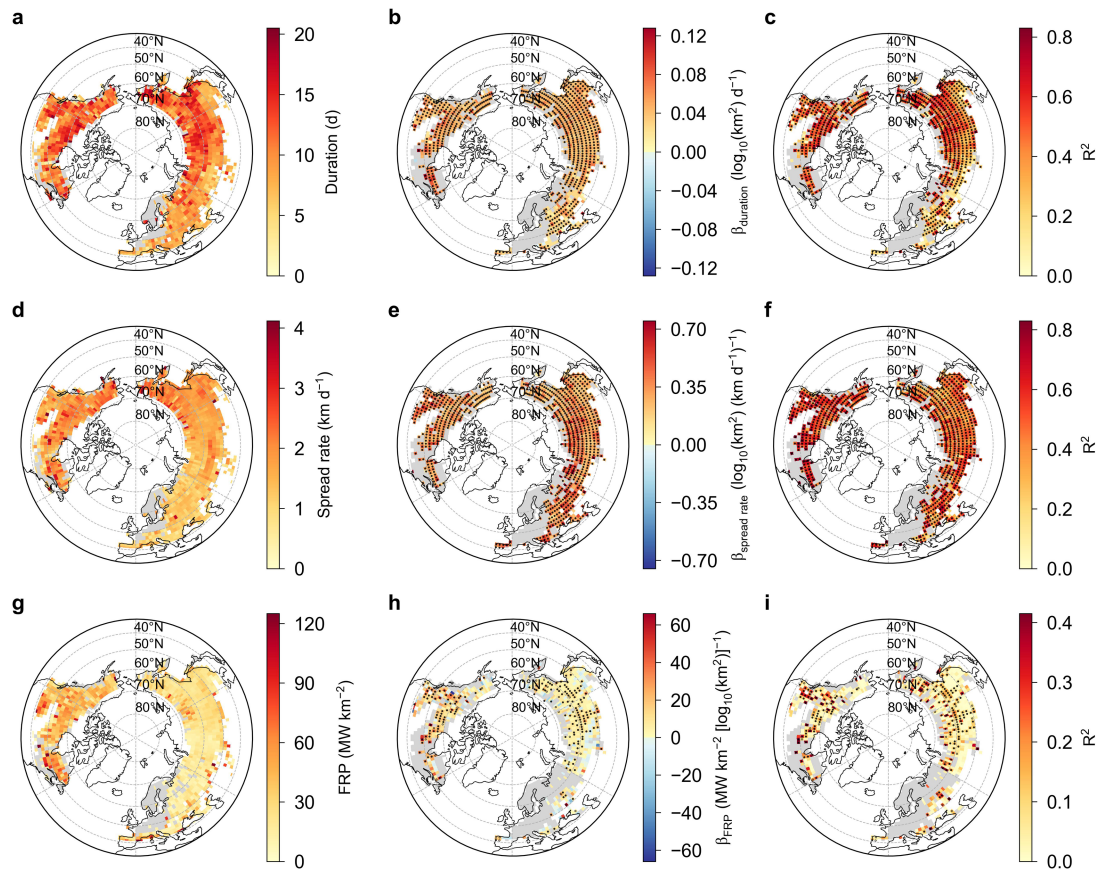 a
40°N
50°N
60°N
70°N
80°N
20
15
10
5
0
Duration (d)
b
40°N
50°N
60°N
70°N
80°N
0.12
0.08
0.04
0.00
−0.04
−0.08
−0.12
βduration (log10(km2) d−1)
c
40°N
50°N
60°N
70°N
80°N
0.8
0.6
0.4
0.2
0.0
R2
d
40°N
50°N
60°N
70°N
80°N
4
3
2
1
0
Spread rate (km d−1)
e
40°N
50°N
60°N
70°N
80°N
0.70
0.35
0.00
−0.35
−0.70
βspread rate (log10(km2) (km d−1)−1)
f
40°N
50°N
60°N
70°N
80°N
0.8
0.6
0.4
0.2
0.0
R2
g
40°N
50°N
60°N
70°N
80°N
120
90
60
30
0
FRP (MW km−2)
h
40°N
50°N
60°N
70°N
80°N
60
40
20
0
−20
−40
−60
βFRP (MW km−2 [log10(km2)]−1)
i
40°N
50°N
60°N
70°N
80°N
0.4
0.3
0.2
0.1
0.0
R2